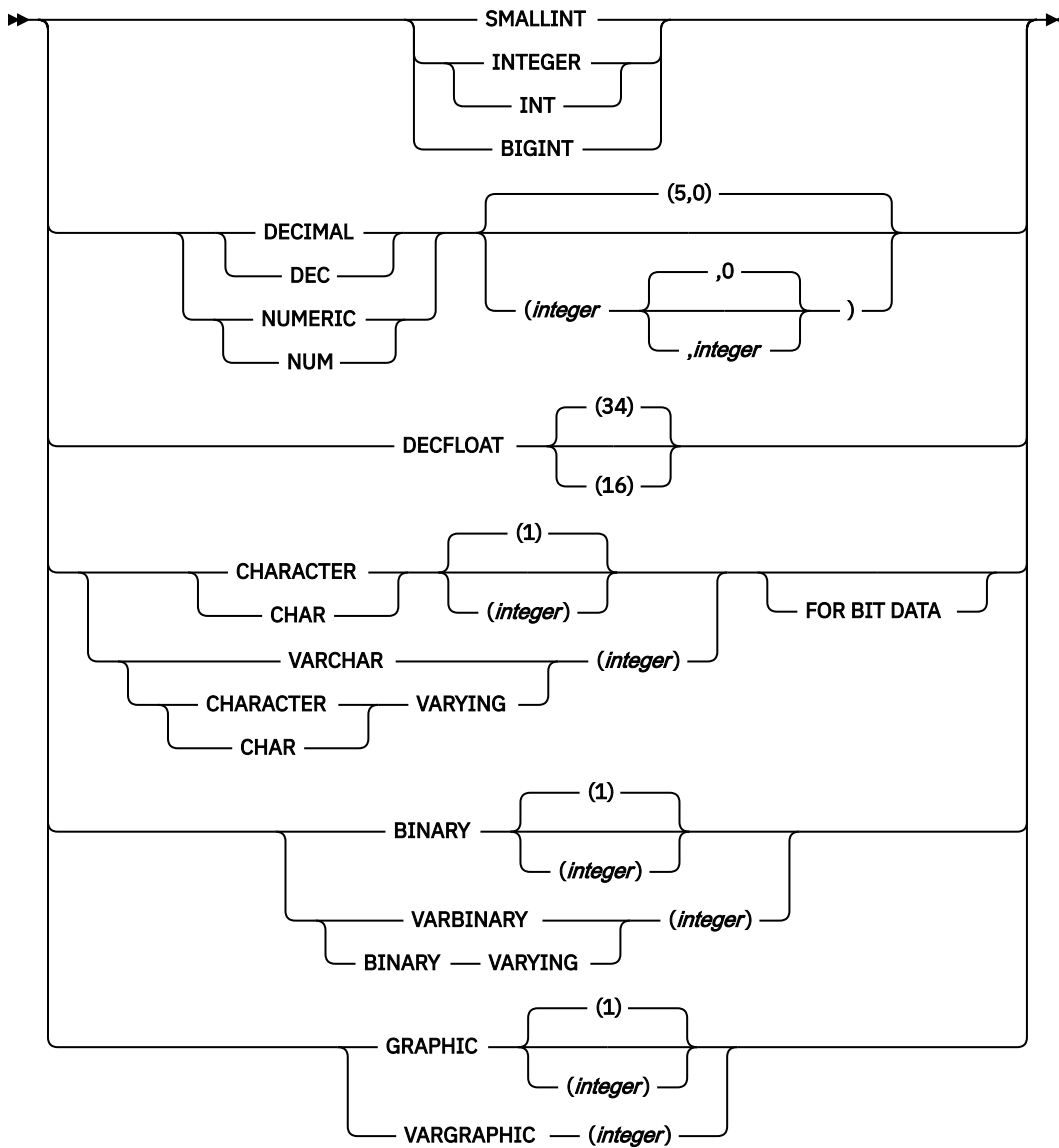 SMALLINT
INTEGER
INT
BIGINT
(5,0)
DECIMAL
DEC
,0
(integer )
NUMERIC
,integer
NUM
(34)
DECFLOAT
(16)
(1)
CHARACTER
(integer)
CHAR
FOR BIT DATA
VARCHAR (integer)
CHARACTER VARYING
CHAR
(1)
BINARY
(integer)
VARBINARY (integer)
BINARY VARYING
(1)
GRAPHIC
(integer)
VARGRAPHIC (integer)